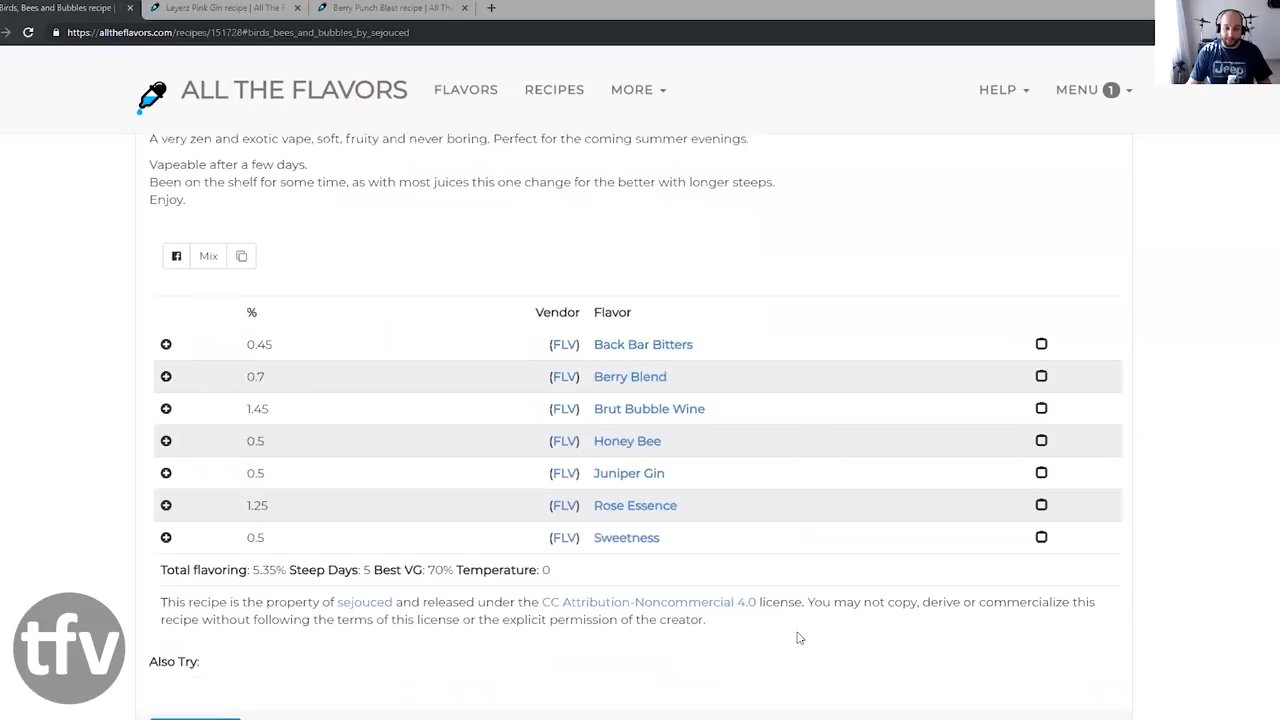 Birds, Bees and Bubbles recipe |
Layerz Pink Gin recipe | All The F
Berry Punch Blast recipe | All The
https://alltheflavors.com/recipes/151728#birds_bees_and_bubbles_by_sejouced
Jeep
ALL THE FLAVORS FLAVORS RECIPES MORE HELP MENU 1
A very zen and exotic vape, soft, fruity and never boring. Perfect for the coming summer evenings.
Vapeable after a few days.
Been on the shelf for some time, as with most juices this one change for the better with longer steeps.
Enjoy.
Mix
% Vendor Flavor
0.45 (FLV) Back Bar Bitters
0.7 (FLV) Berry Blend
1.45 (FLV) Brut Bubble Wine
0.5 (FLV) Honey Bee
0.5 (FLV) Juniper Gin
1.25 (FLV) Rose Essence
0.5 (FLV) Sweetness
Total flavoring: 5.35% Steep Days: 5 Best VG: 70% Temperature: 0
This recipe is the property of sejouced and released under the CC Attribution-Noncommercial 4.0 license. You may not copy, derive or commercialize this
recipe without following the terms of this license or the explicit permission of the creator.
tfv
Also Try: